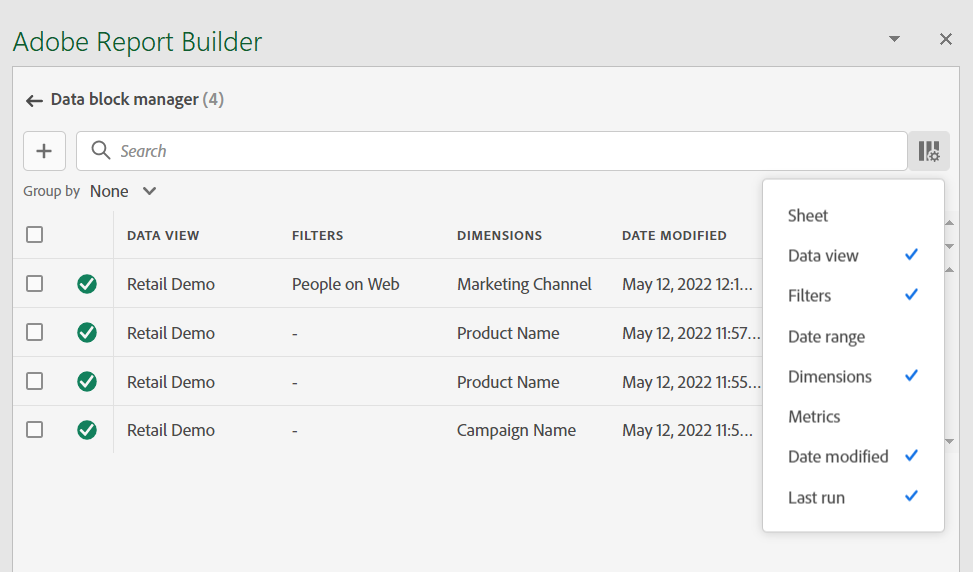 Adobe Report Builder
Data block manager (4)
Search
Group by None
DATA VIEW FILTERS DIMENSIONS DATE MODIFIED
Retail Demo People on Web Marketing Channel May 12, 2022 12:1...
Retail Demo - Product Name May 12, 2022 11:57...
Retail Demo - Product Name May 12, 2022 11:55...
Retail Demo - Campaign Name May 12, 2022 11:5...
Sheet
Data view
Filters
Date range
Dimensions
Metrics
Date modified
Last run